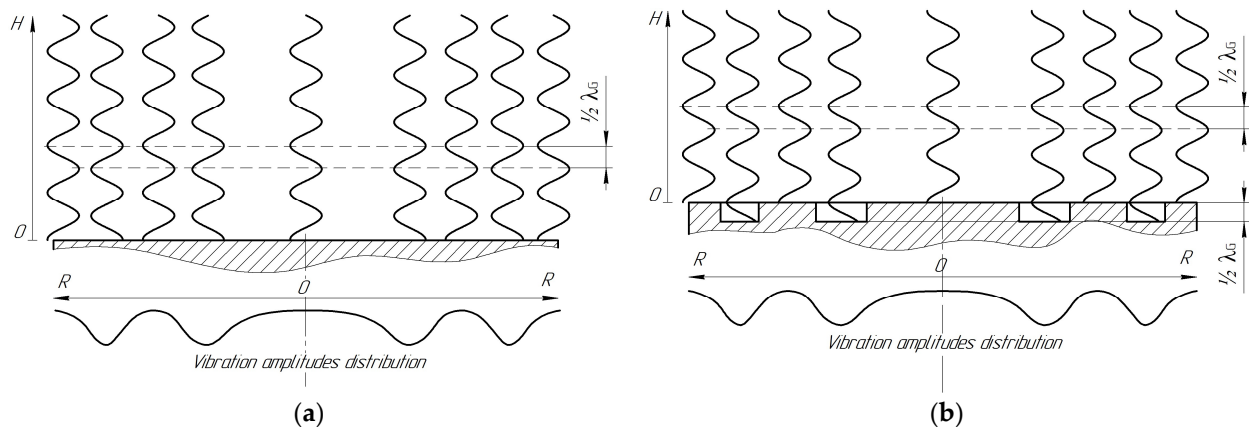 H
½ λG
0
R 0 R
Vibration amplitudes distribution
(a)
H
½ λG
0
½ λG
R 0 R
Vibration amplitudes distribution
(b)